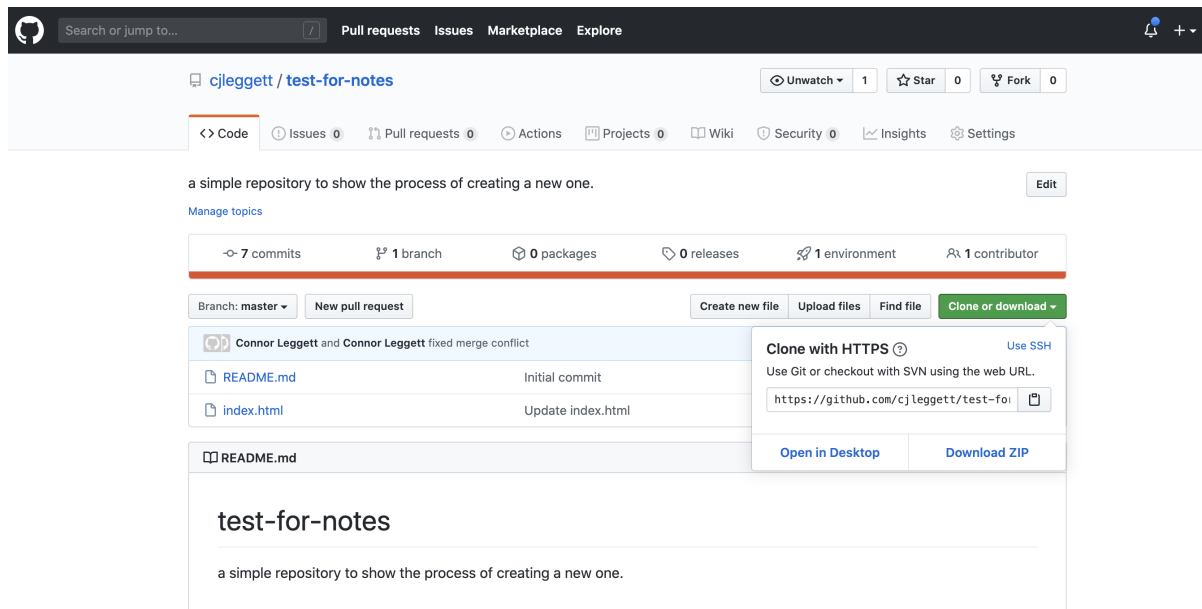 Search or jump to... / Pull requests Issues Marketplace Explore
cjleggett / test-for-notes Unwatch 1 Star 0 Fork 0
Code Issues 0 Pull requests 0 Actions Projects 0 Wiki Security 0 Insights Settings
a simple repository to show the process of creating a new one. Edit
Manage topics
7 commits 1 branch 0 packages 0 releases 1 environment 1 contributor
Branch: master New pull request Create new file Upload files Find file Clone or download
Connor Leggett and Connor Leggett fixed merge conflict
README.md Initial commit
index.html Update index.html
Clone with HTTPS ? Use SSH
Use Git or checkout with SVN using the web URL.
https://github.com/cjleggett/test-for
Open in Desktop Download ZIP
README.md
test-for-notes
a simple repository to show the process of creating a new one.